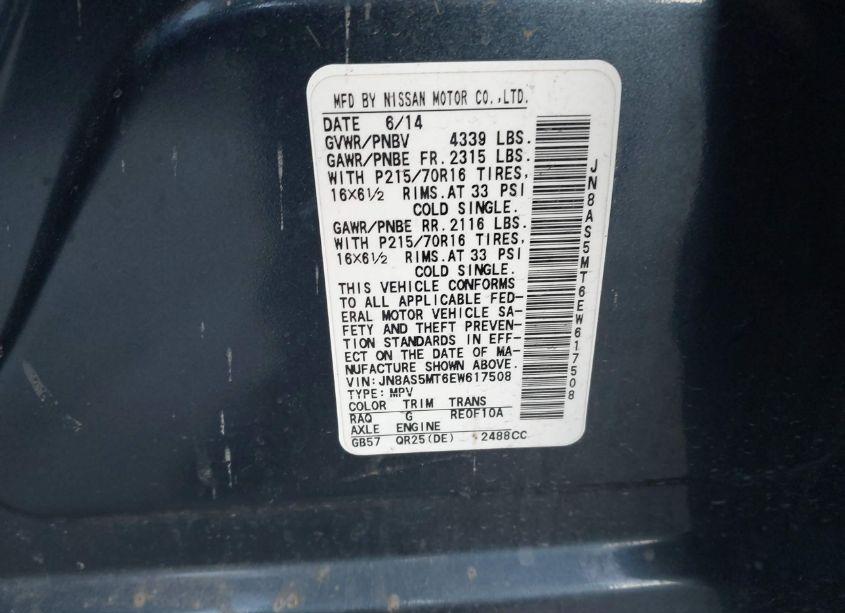 MFD BY NISSAN MOTOR CO.,LTD.
DATE 6/14
GVWR/PNBV 4339 LBS.
GAWR/PNBE FR. 2315 LBS.
WITH P215/70R16 TIRES,
16X6½ RIMS.AT 33 PSI
COLD SINGLE.
GAWR/PNBE RR. 2116 LBS.
WITH P215/70R16 TIRES,
16X6½ RIMS.AT 33 PSI
COLD SINGLE.
THIS VEHICLE CONFORMS
TO ALL APPLICABLE FED-
ERAL MOTOR VEHICLE SA-
FETY AND THEFT PREVEN-
TION STANDARDS IN EFF-
ECT ON THE DATE OF MA-
NUFACTURE SHOWN ABOVE.
VIN:JN8AS5MT6EW617508
TYPE: MPV
COLOR TRIM TRANS
RAQ G RE0F10A
AXLE ENGINE
GB57 QR25(DE) 2488CC
JN8AS5MT6EW617508